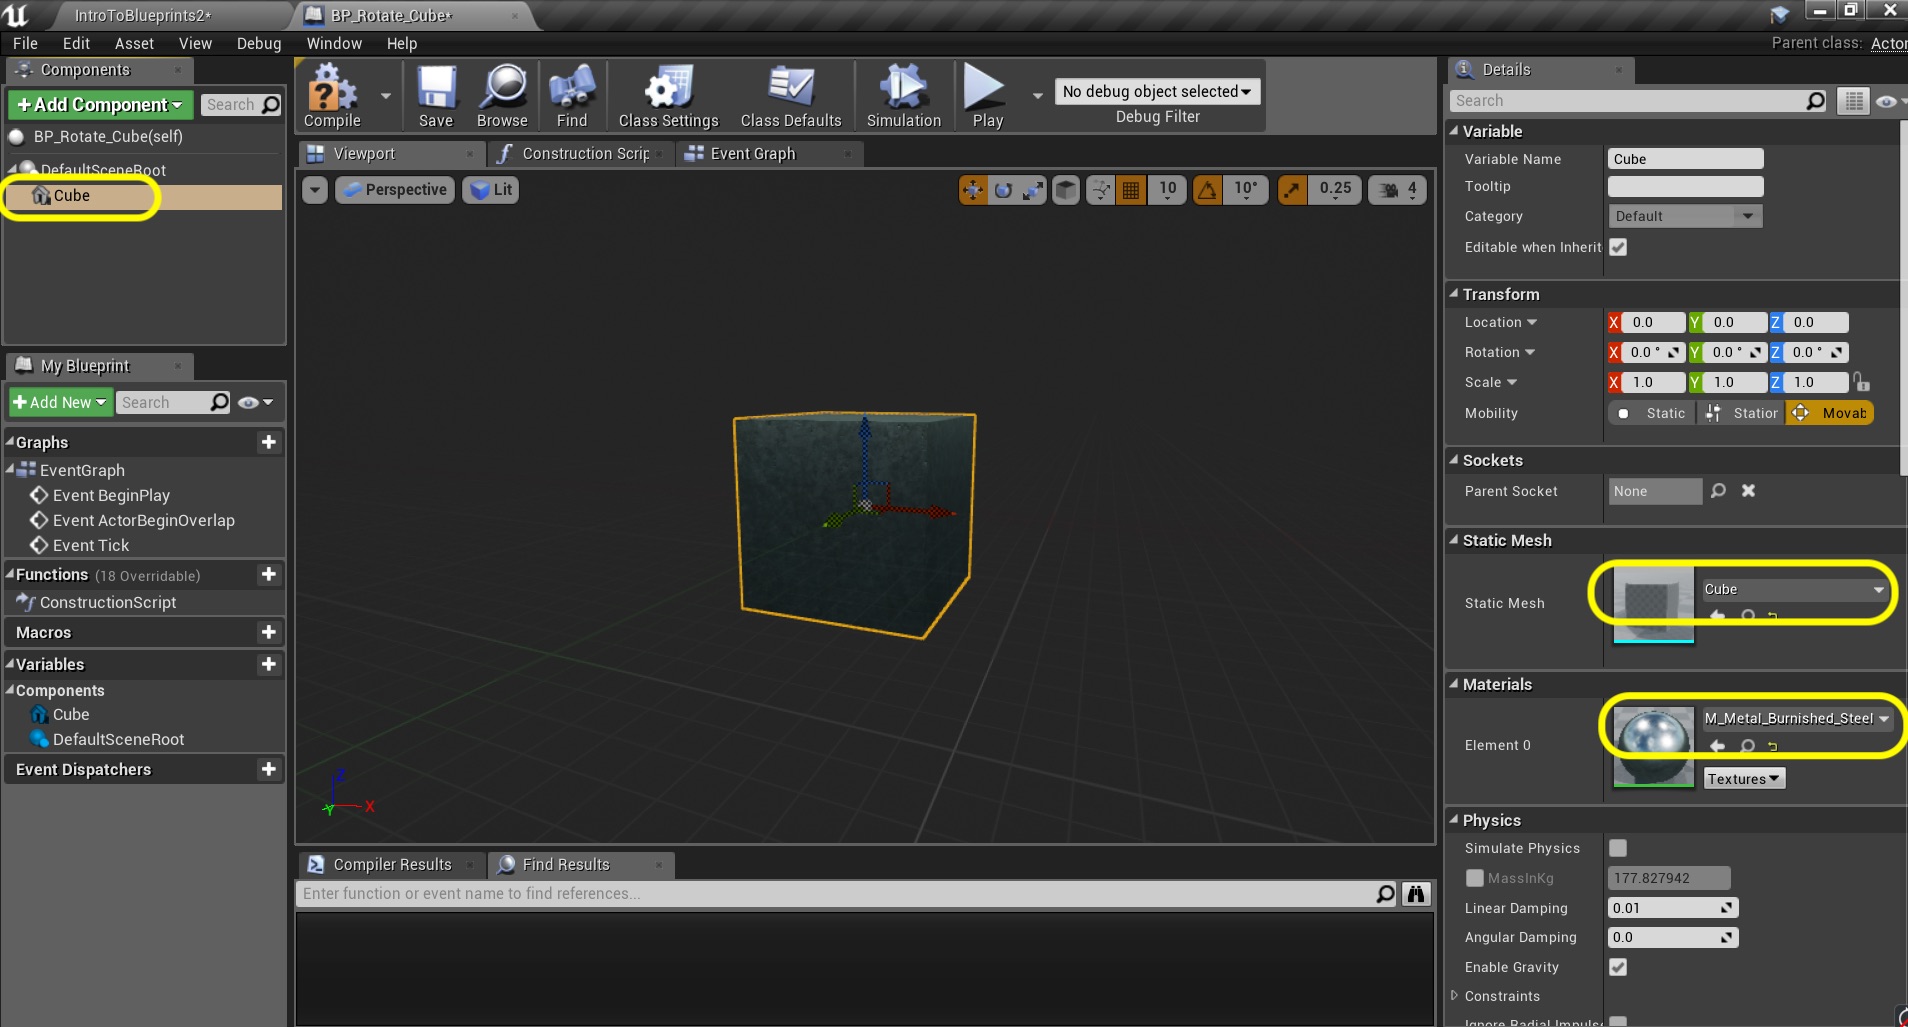 IntroToBlueprints2*
BP_Rotate_Cube*
File Edit Asset View Debug Window Help
Parent class: Actor
Components
+Add Component
Search
BP_Rotate_Cube(self)
DefaultSceneRoot
Cube
My Blueprint
+Add New
Search
Graphs
EventGraph
Event BeginPlay
Event ActorBeginOverlap
Event Tick
Functions (18 Overridable)
ConstructionScript
Macros
Variables
Components
Cube
DefaultSceneRoot
Event Dispatchers
Compile
Save
Browse
Find
Class Settings
Class Defaults
Simulation
Play
No debug object selected
Debug Filter
Viewport
Construction Scrip
Event Graph
Perspective
Lit
10
10°
0.25
4
Z
X
Y
Compiler Results
Find Results
Enter function or event name to find references...
Details
Search
Variable
Variable Name Cube
Tooltip
Category Default
Editable when Inherit
Transform
Location X 0.0 Y 0.0 Z 0.0
Rotation X 0.0 ° Y 0.0 ° Z 0.0 °
Scale X 1.0 Y 1.0 Z 1.0
Mobility Static Station Movab
Sockets
Parent Socket None
Static Mesh
Static Mesh Cube
Materials
Element 0 M_Metal_Burnished_Steel
Textures
Physics
Simulate Physics
MassInKg 177.827942
Linear Damping 0.01
Angular Damping 0.0
Enable Gravity
Constraints
Ignore Radial Impuls